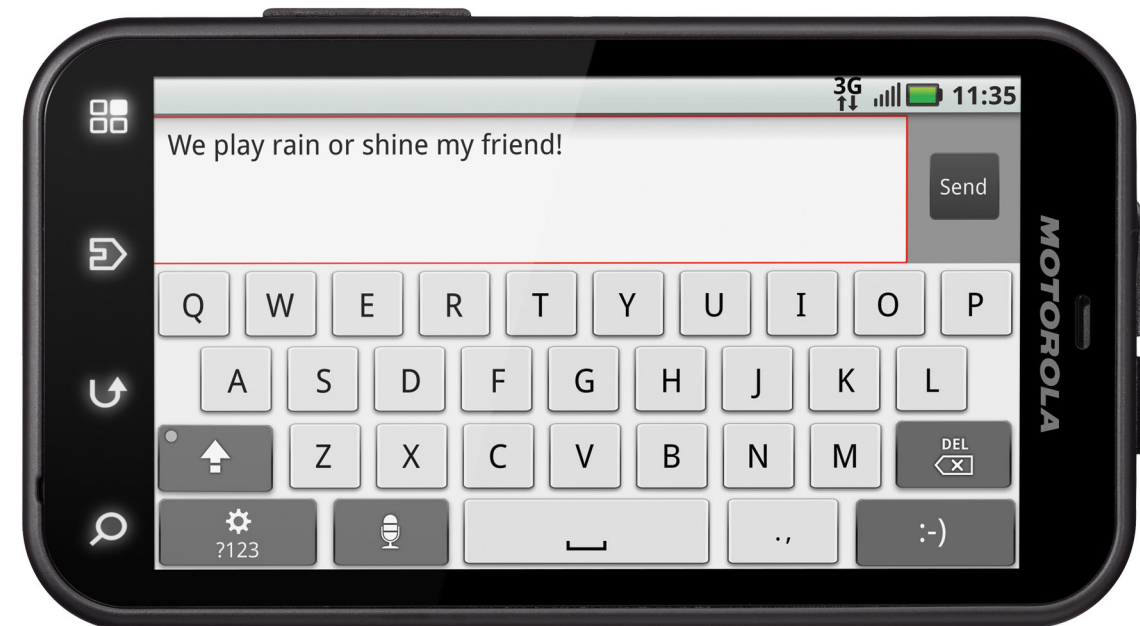 3G 11:35
We play rain or shine my friend!
Send
MOTOROLA
Q W E R T Y U I O P
A S D F G H J K L
Z X C V B N M DEL
?123 ., :-)